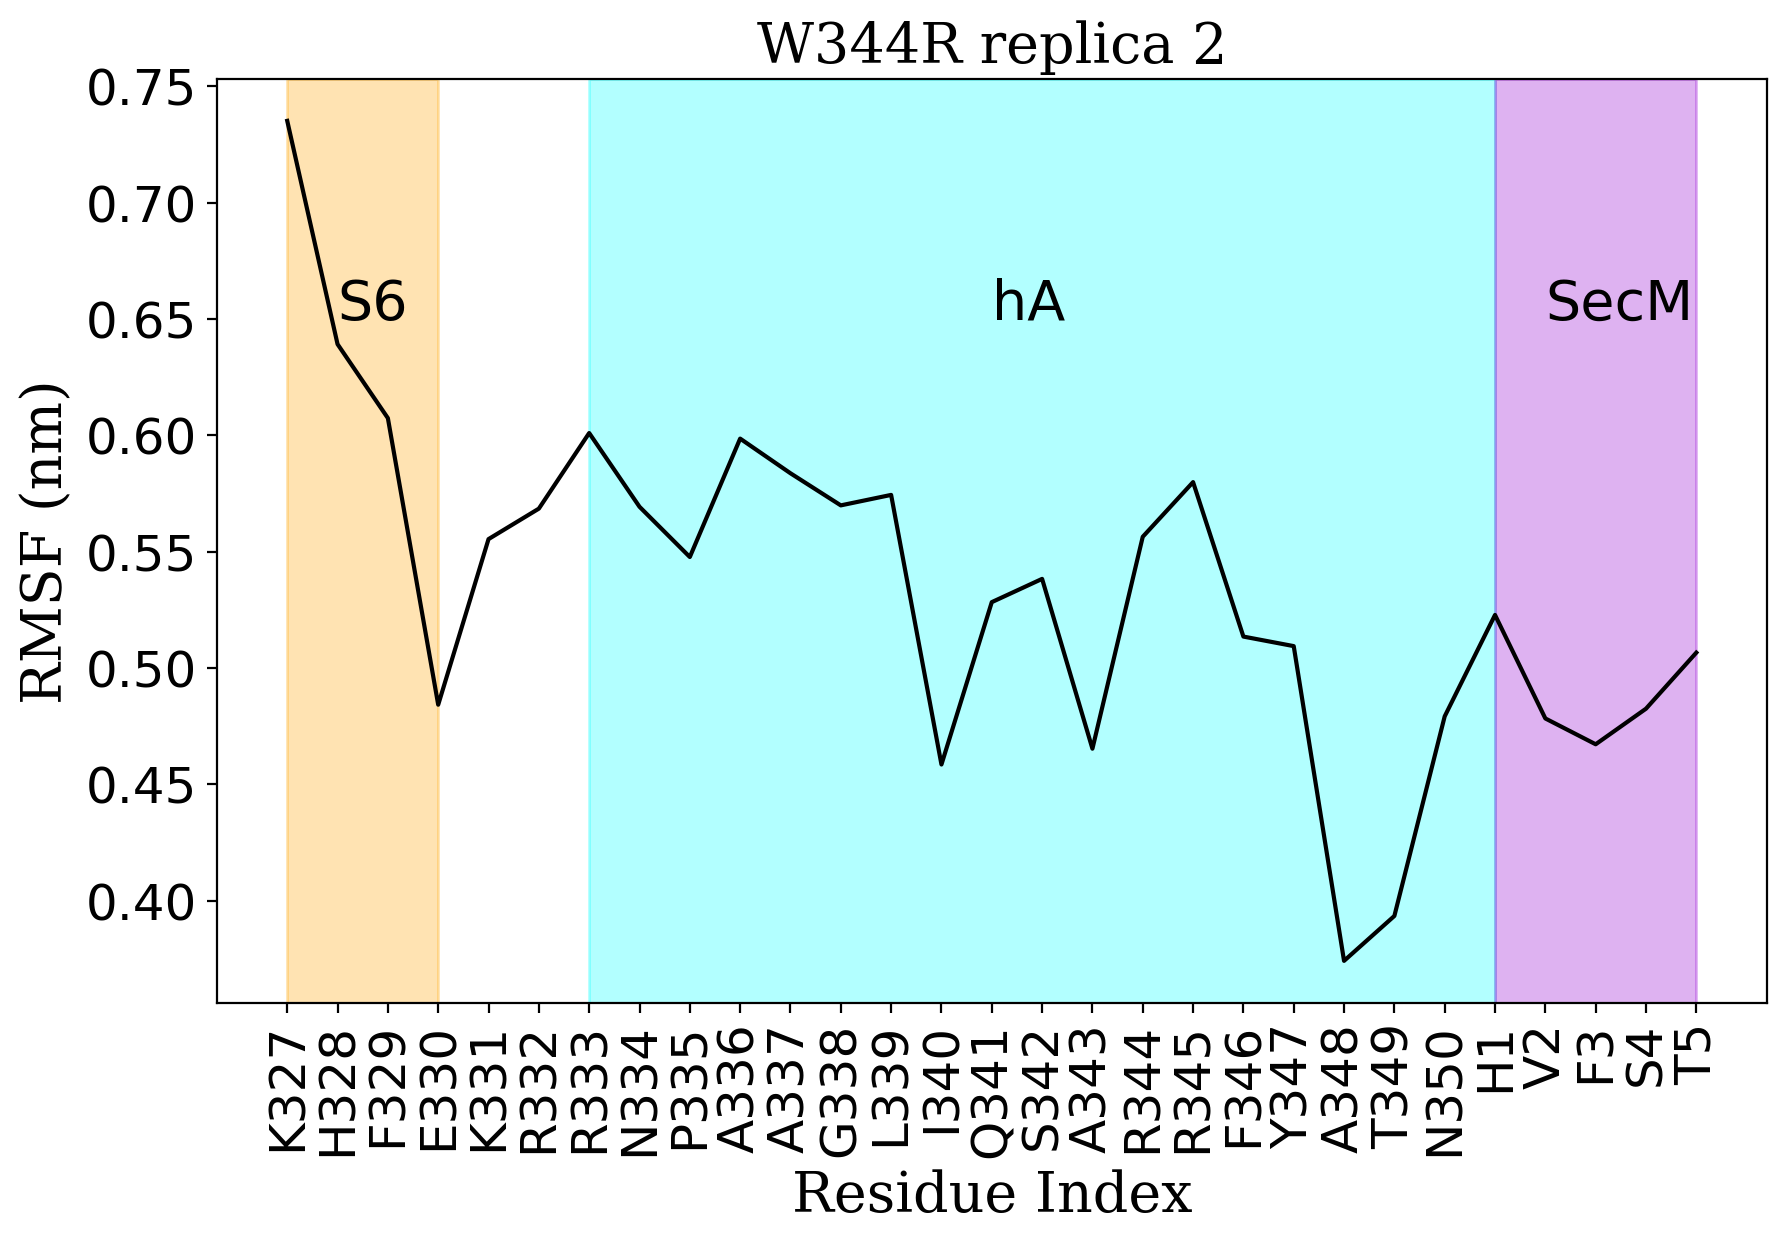 W344R replica 2
0.75
0.70
0.65
0.60
0.55
0.50
0.45
0.40
RMSF (nm)
S6
hA
SecM
K327
H328
F329
E330
K331
R332
R333
N334
P335
A336
A337
G338
L339
I340
Q341
S342
A343
R344
R345
F346
Y347
A348
T349
N350
H1
V2
F3
S4
T5
Residue Index